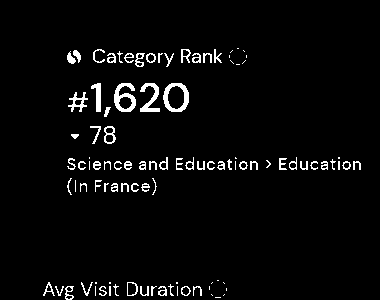 Category Rank
#1,620
78
Science and Education > Education
(In France)
Avg Visit Duration